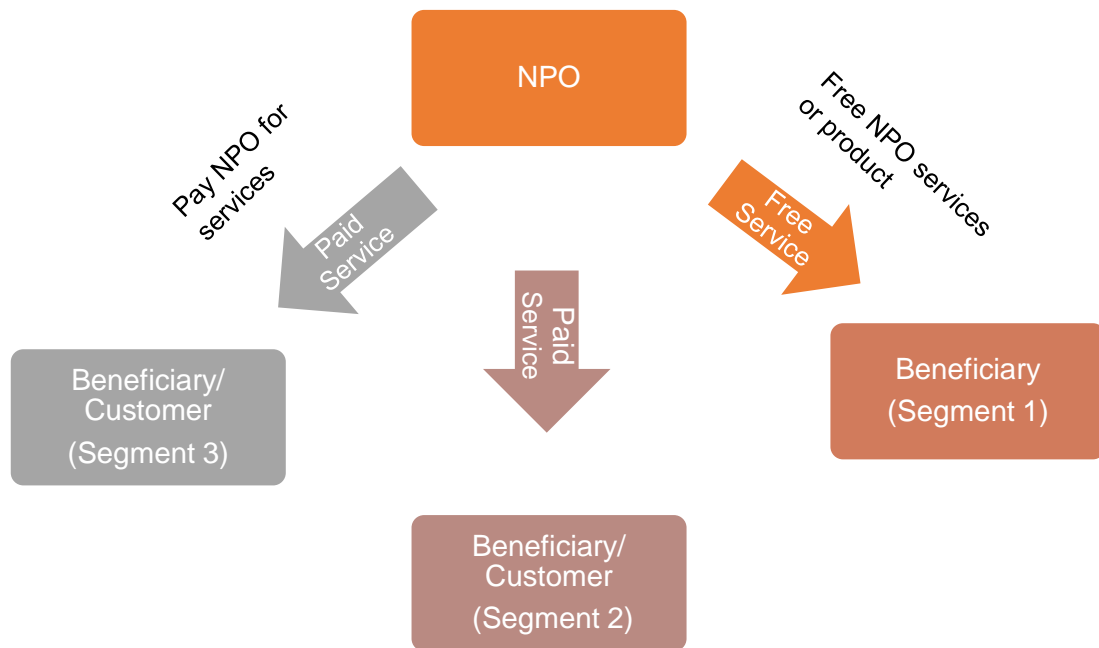 NPO
Pay NPO for
services
Free NPO services
or product
Paid
Service
Free
Service
Paid
Service
Beneficiary/
Customer
(Segment 3)
Beneficiary
(Segment 1)
Beneficiary/
Customer
(Segment 2)